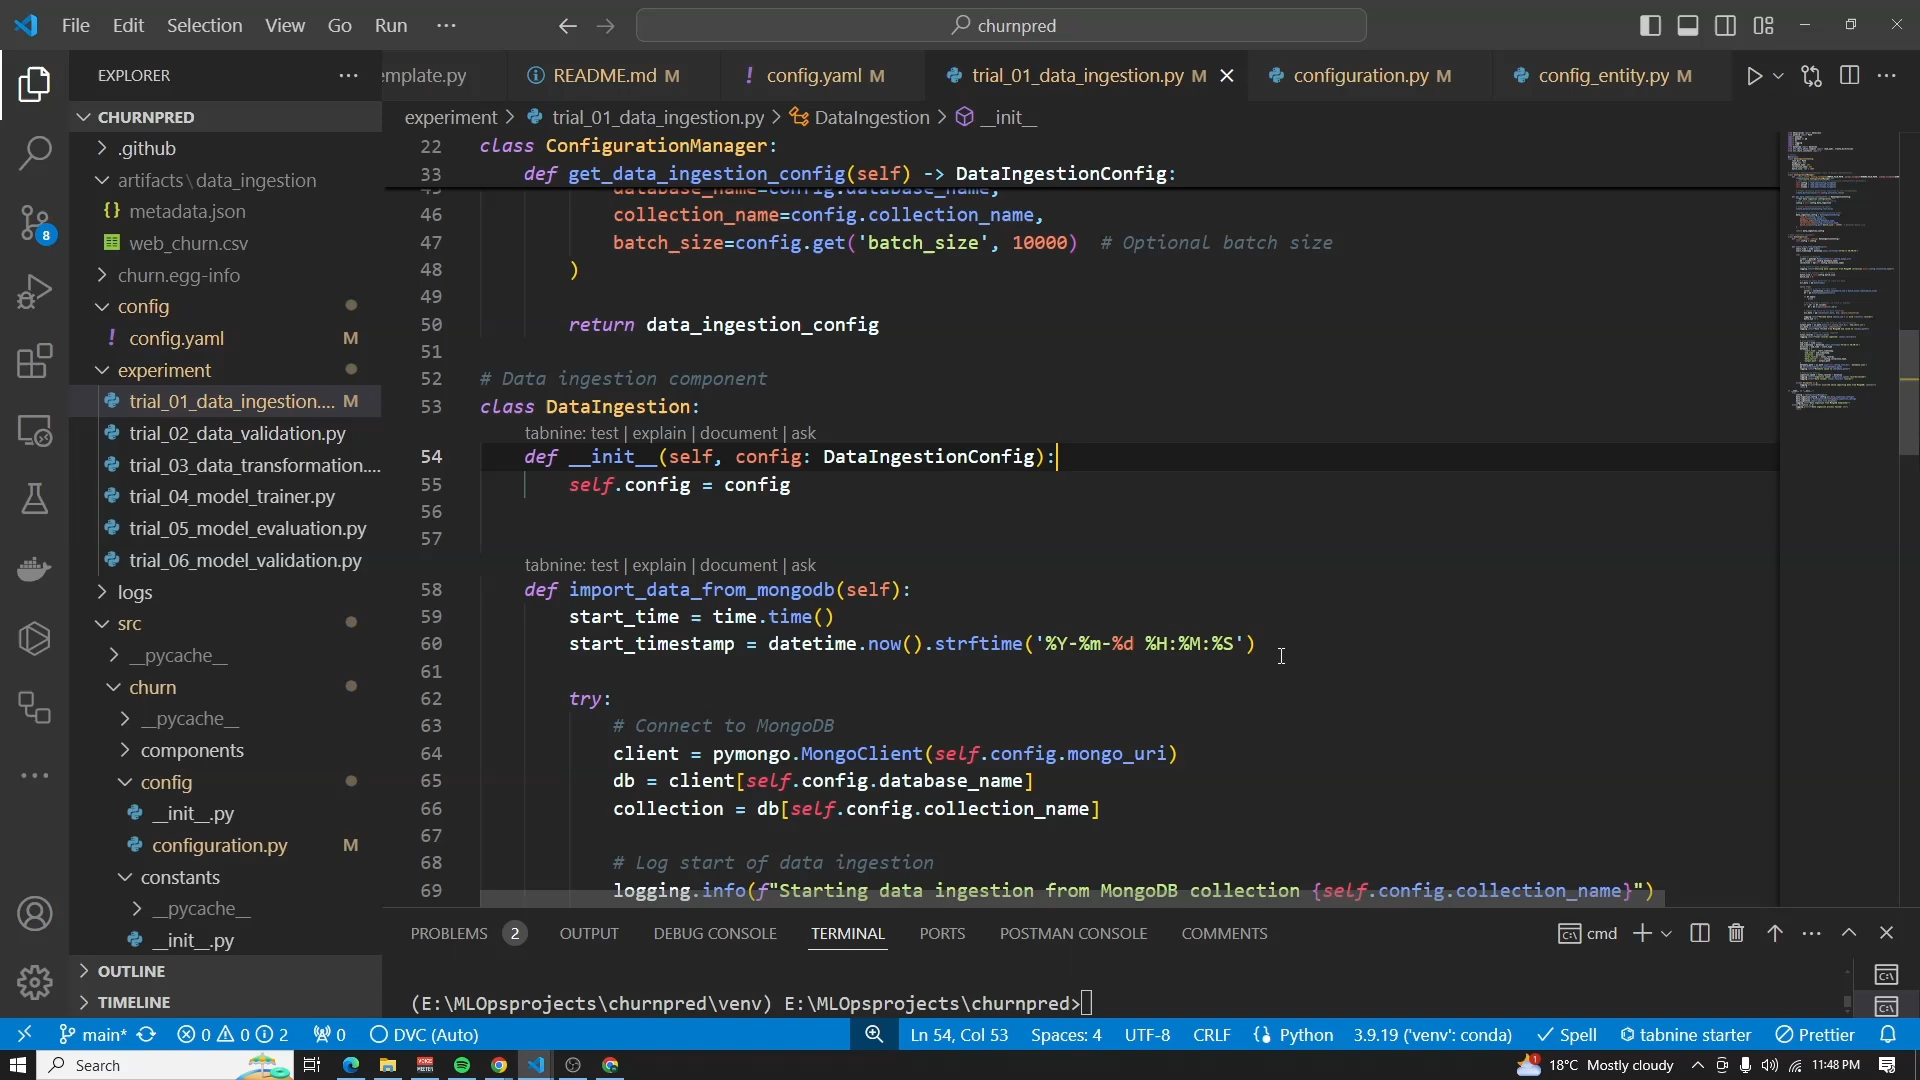 File Edit Selection View Go Run ··· churnpred
EXPLORER
CHURNPRED
.github
artifacts\data_ingestion
metadata.json
web_churn.csv
churn.egg-info
config
config.yaml M
experiment
trial_01_data_ingestion.... M
trial_02_data_validation.py
trial_03_data_transformation....
trial_04_model_trainer.py
trial_05_model_evaluation.py
trial_06_model_validation.py
logs
src
__pycache__
churn
__pycache__
components
config
__init__.py
configuration.py M
constants
__pycache__
__init__.py
OUTLINE
TIMELINE
8
emplate.py README.md M config.yaml M trial_01_data_ingestion.py M configuration.py M config_entity.py M
experiment > trial_01_data_ingestion.py > DataIngestion > __init__
22 class ConfigurationManager:
33 def get_data_ingestion_config(self) -> DataIngestionConfig:
45 database_name=config.database_name,
46 collection_name=config.collection_name,
47 batch_size=config.get('batch_size', 10000) # Optional batch size
48 )
49
50 return data_ingestion_config
51
52 # Data ingestion component
53 class DataIngestion:
tabnine: test | explain | document | ask
54 def __init__(self, config: DataIngestionConfig):
55 self.config = config
56
57
tabnine: test | explain | document | ask
58 def import_data_from_mongodb(self):
59 start_time = time.time()
60 start_timestamp = datetime.now().strftime('%Y-%m-%d %H:%M:%S')
61
62 try:
63 # Connect to MongoDB
64 client = pymongo.MongoClient(self.config.mongo_uri)
65 db = client[self.config.database_name]
66 collection = db[self.config.collection_name]
67
68 # Log start of data ingestion
69 logging.info(f"Starting data ingestion from MongoDB collection {self.config.collection_name}")
PROBLEMS 2 OUTPUT DEBUG CONSOLE TERMINAL PORTS POSTMAN CONSOLE COMMENTS cmd
(E:\MLOpsprojects\churnpred\venv) E:\MLOpsprojects\churnpred>
main* 0 0 2 0 DVC (Auto) Ln 54, Col 53 Spaces: 4 UTF-8 CRLF Python 3.9.19 ('venv': conda) Spell tabnine starter Prettier
Search 1 18°C Mostly cloudy 11:48 PM